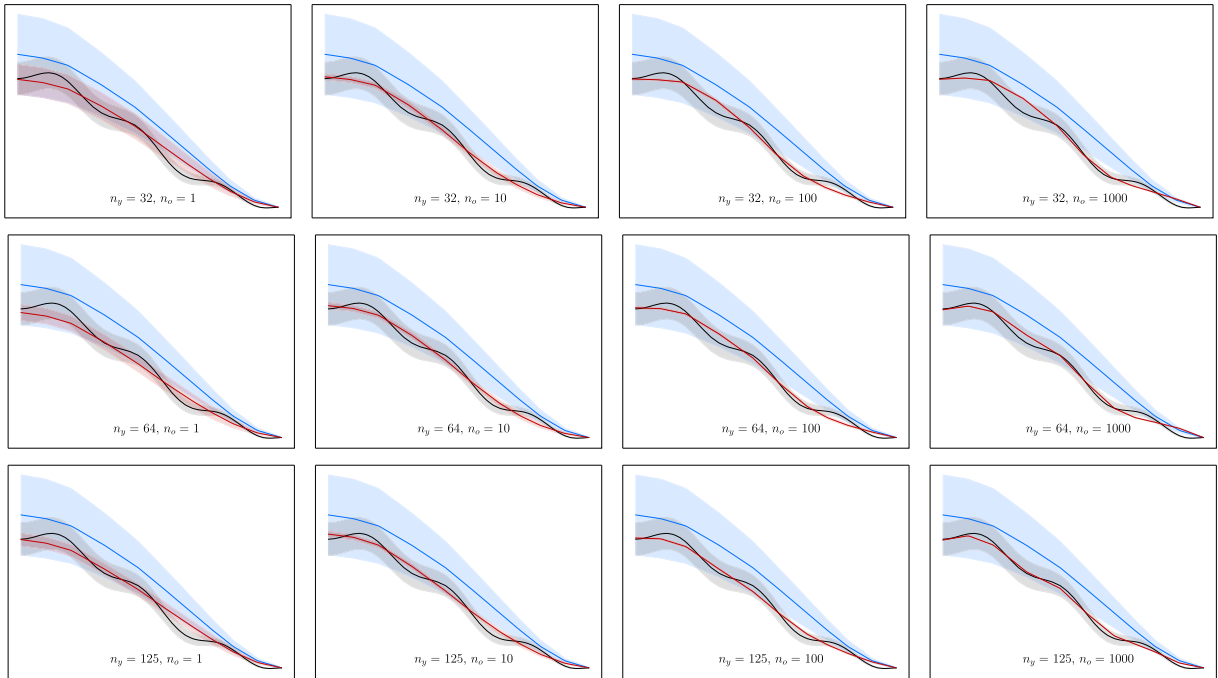 n_y = 32, n_o = 1
n_y = 32, n_o = 10
n_y = 32, n_o = 100
n_y = 32, n_o = 1000
n_y = 64, n_o = 1
n_y = 64, n_o = 10
n_y = 64, n_o = 100
n_y = 64, n_o = 1000
n_y = 125, n_o = 1
n_y = 125, n_o = 10
n_y = 125, n_o = 100
n_y = 125, n_o = 1000